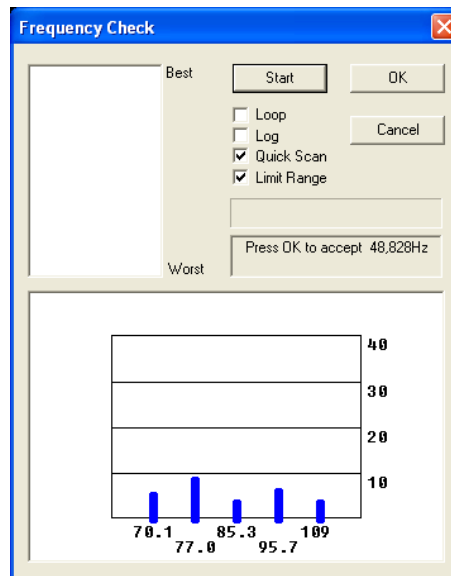 Frequency Check
Best
Start
OK
Loop
Log
Cancel
Quick Scan
Limit Range
Press OK to accept 48,828Hz
Worst
40
30
20
10
70.1 85.3 109
77.0 95.7